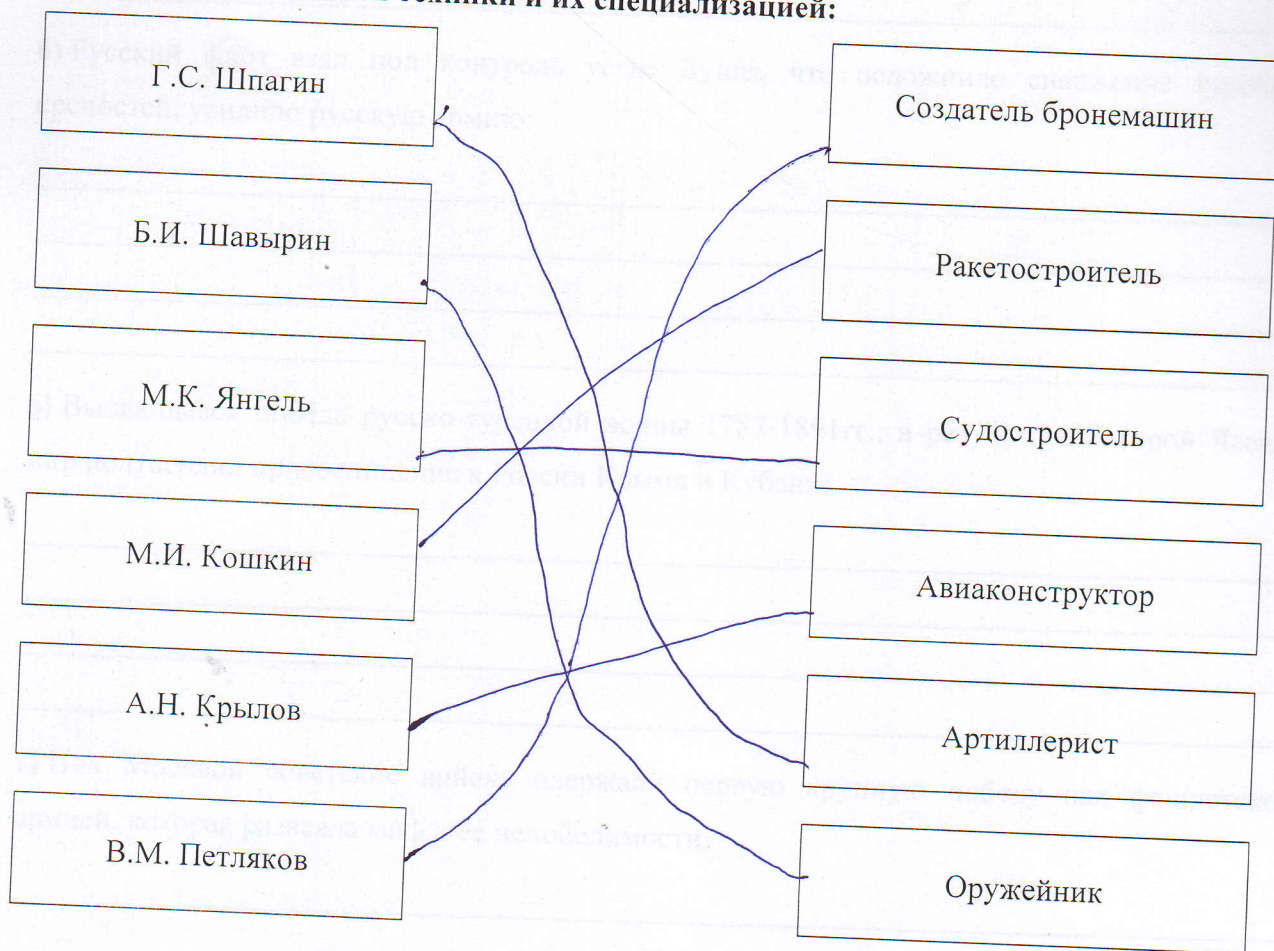 техники и их специализацией:
Г.С. Шпагин
Б.И. Шавырин
М.К. Янгель
М.И. Кошкин
А.Н. Крылов
В.М. Петляков
Создатель бронемашин
Ракетостроитель
Судостроитель
Авиаконструктор
Артиллерист
Оружейник